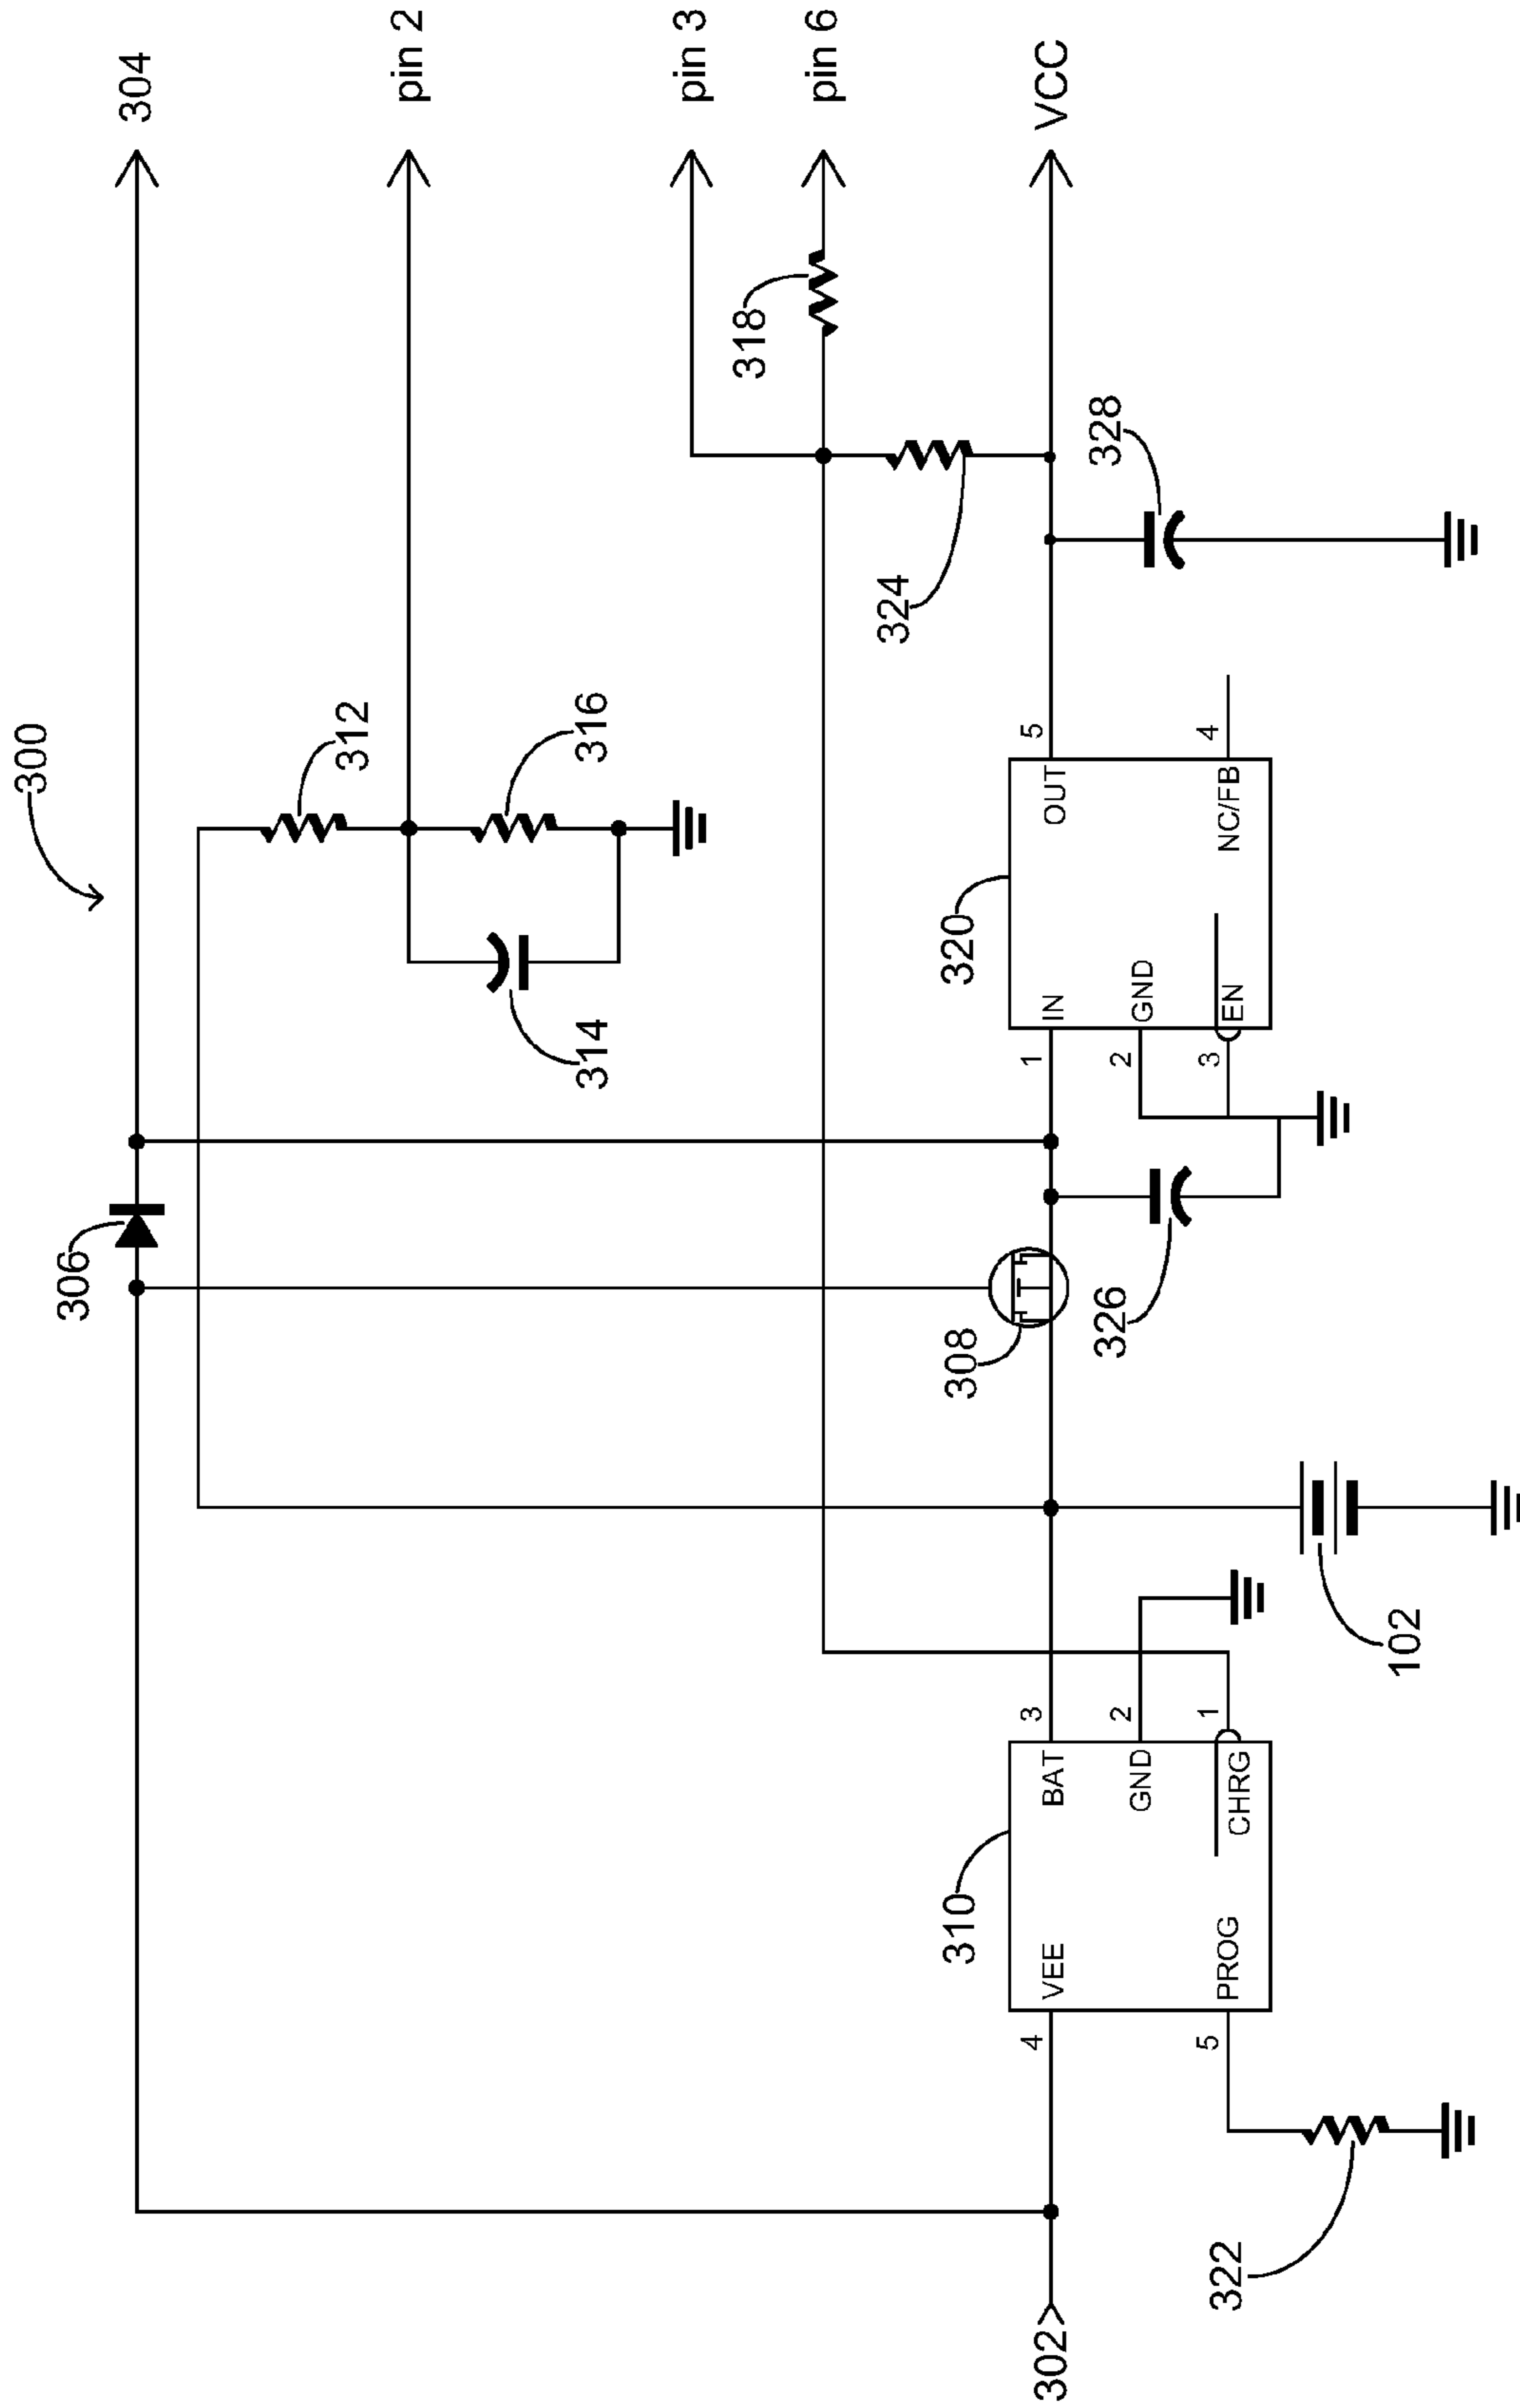 300
304
306
312
pin 2
314
316
pin 3
318
pin 6
324
308
310
VEE
4
BAT
3
GND
2
CHRG
1
PROG
5
320
IN
1
GND
2
EN
3
OUT
5
NC/FB
4
VCC
302
322
102
326
328